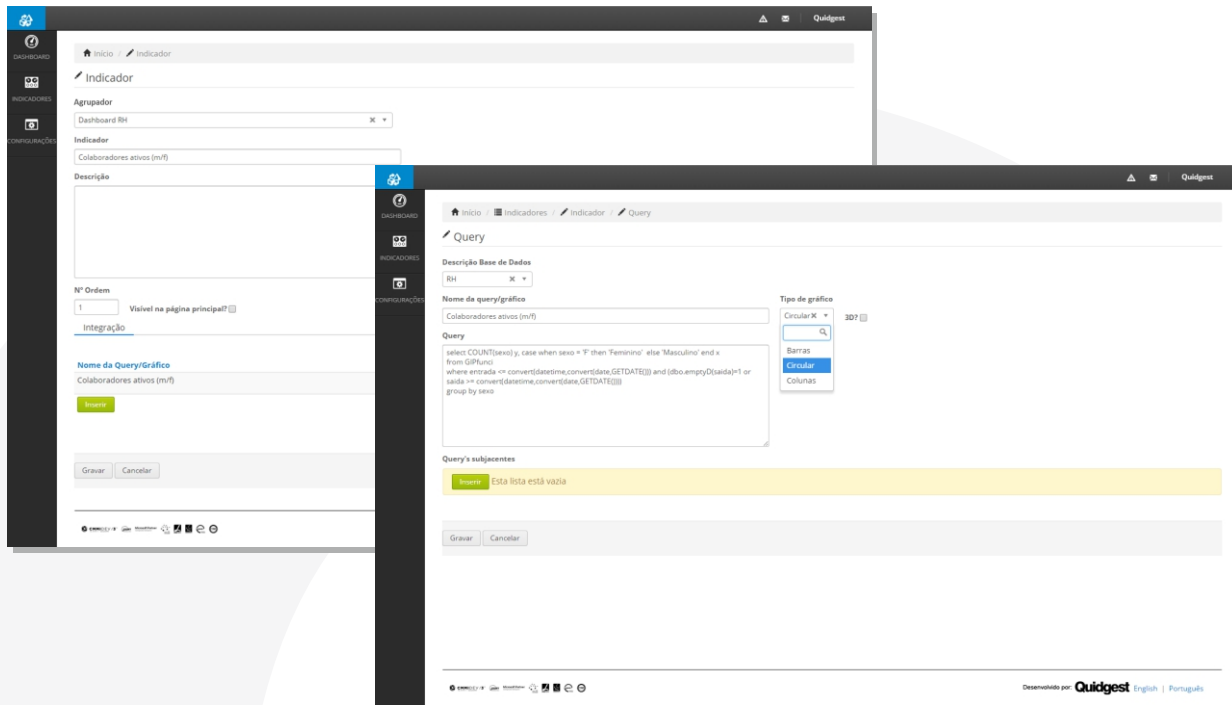 Quidgest
DASHBOARD
INDICADORES
CONFIGURAÇÕES
Início / Indicador
Indicador
Agrupador
Dashboard RH
Indicador
Colaboradores ativos (m/f)
Descrição
Nº Ordem
1 Visível na página principal?
Integração
Nome da Query/Gráfico
Colaboradores ativos (m/f)
Inserir
Gravar Cancelar
Quidgest
DASHBOARD
INDICADORES
CONFIGURAÇÕES
Início / Indicadores / Indicador / Query
Query
Descrição Base de Dados
RH
Nome da query/gráfico
Colaboradores ativos (m/f)
Tipo de gráfico
Circular
3D?
Barras
Circular
Colunas
Query
select COUNT(sexo) y, case when sexo = 'F' then 'Feminino' else 'Masculino' end x
from GIPfunci
where entrada <= convert(datetime,convert(date,GETDATE())) and (dbo.emptyD(saida)=1 or
saida >= convert(datetime,convert(date,GETDATE())))
group by sexo
Query's subjacentes
Inserir Esta lista está vazia
Gravar Cancelar
Desenvolvido por: Quidgest English | Português